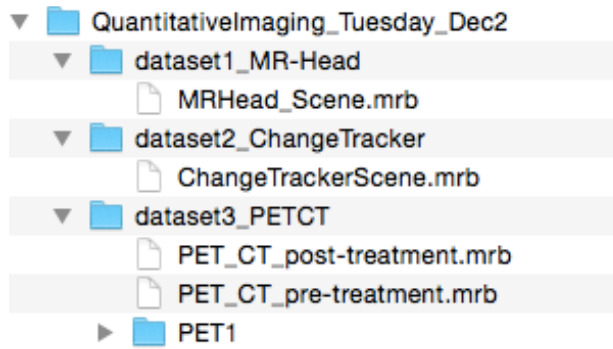 QuantitativeImaging_Tuesday_Dec2
dataset1_MR-Head
MRHead_Scene.mrb
dataset2_ChangeTracker
ChangeTrackerScene.mrb
dataset3_PETCT
PET_CT_post-treatment.mrb
PET_CT_pre-treatment.mrb
PET1